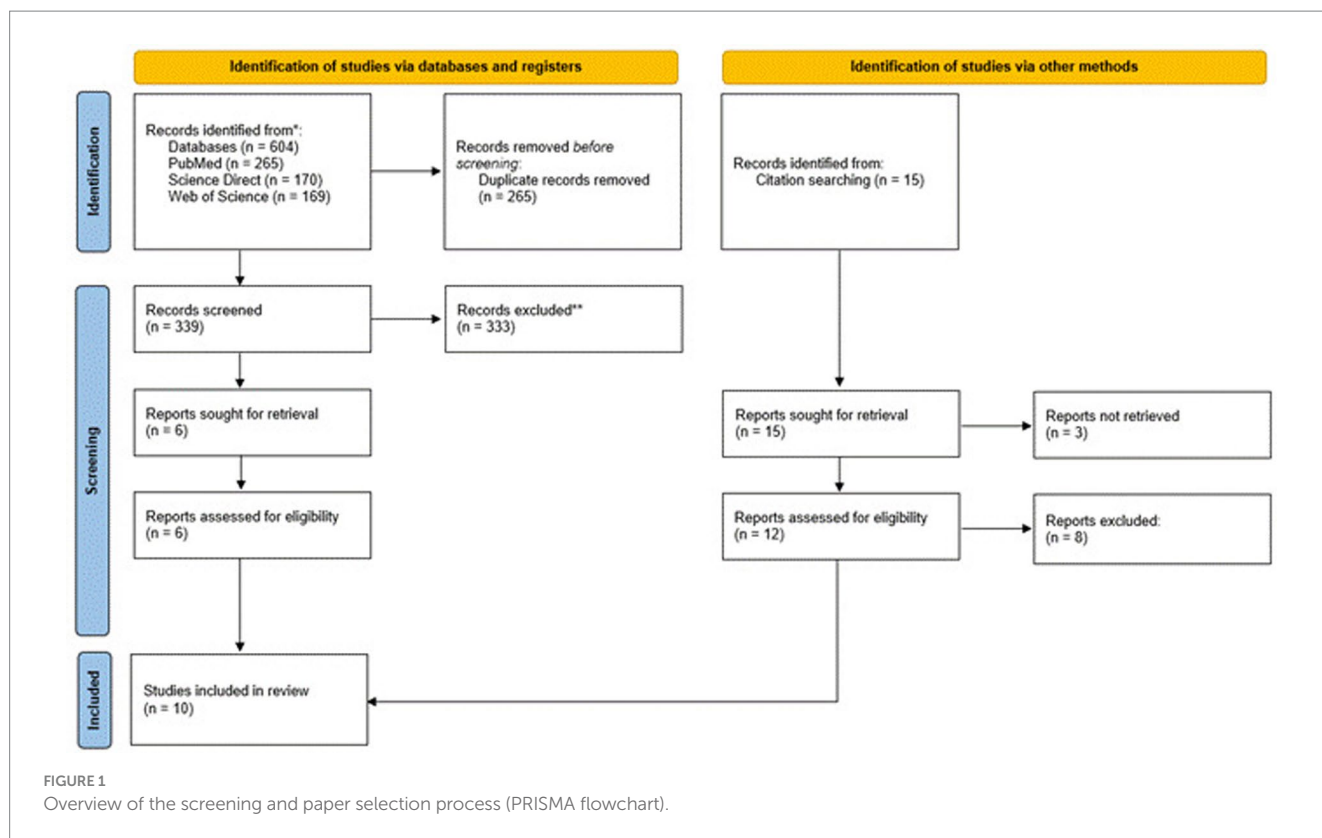 Identification of studies via databases and registers
Identification of studies via other methods
Identification
Records identified from*:
Databases (n = 604)
PubMed (n = 265)
Science Direct (n = 170)
Web of Science (n = 169)
Records removed before
screening:
Duplicate records removed
(n = 265)
Records identified from:
Citation searching (n = 15)
Screening
Records screened
(n = 339)
Records excluded**
(n = 333)
Reports sought for retrieval
(n = 6)
Reports sought for retrieval
(n = 15)
Reports not retrieved
(n = 3)
Reports assessed for eligibility
(n = 6)
Reports assessed for eligibility
(n = 12)
Reports excluded:
(n = 8)
Included
Studies included in review
(n = 10)
FIGURE 1
Overview of the screening and paper selection process (PRISMA flowchart).